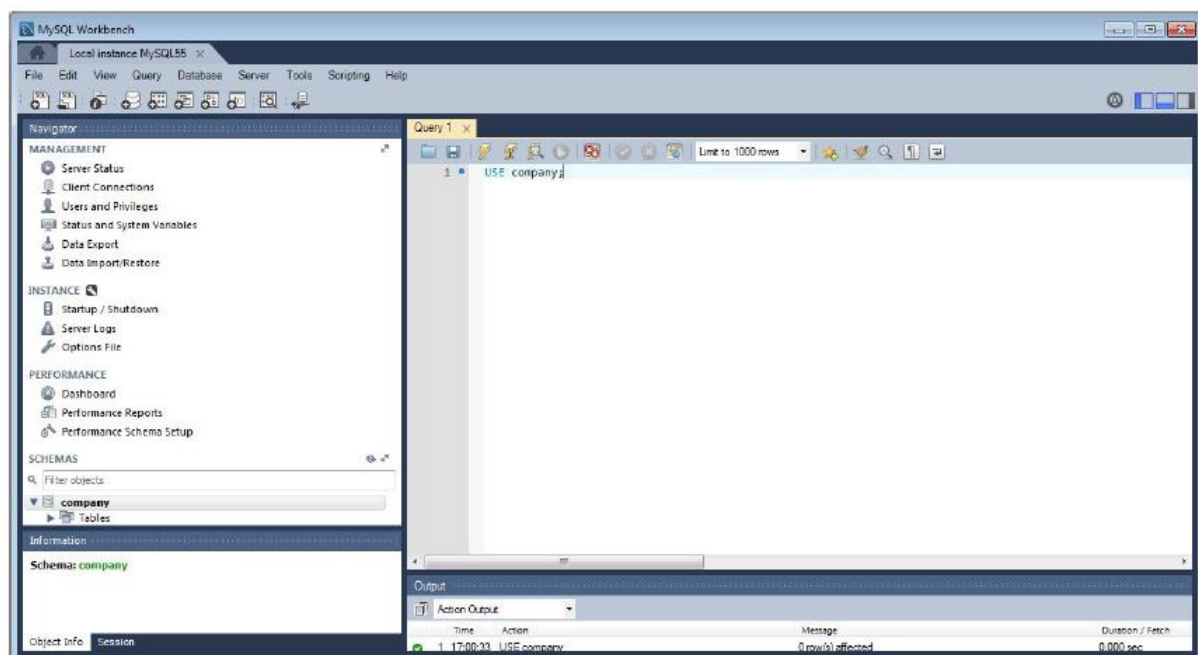 MySQL Workbench
Local instance MySQL55
File Edit View Query Database Server Tools Scripting Help
Navigator
MANAGEMENT
Server Status
Client Connections
Users and Privileges
Status and System Variables
Data Export
Data Import/Restore
INSTANCE
Startup / Shutdown
Server Logs
Options File
PERFORMANCE
Dashboard
Performance Reports
Performance Schema Setup
SCHEMAS
Filter objects
company
Tables
Information
Schema: company
Object Info Session
Query 1
Limit to 1000 rows
1 USE company;
Output
Action Output
Time Action Message Duration / Fetch
1 17:00:33 USE company 0 row(s) affected 0.000 sec